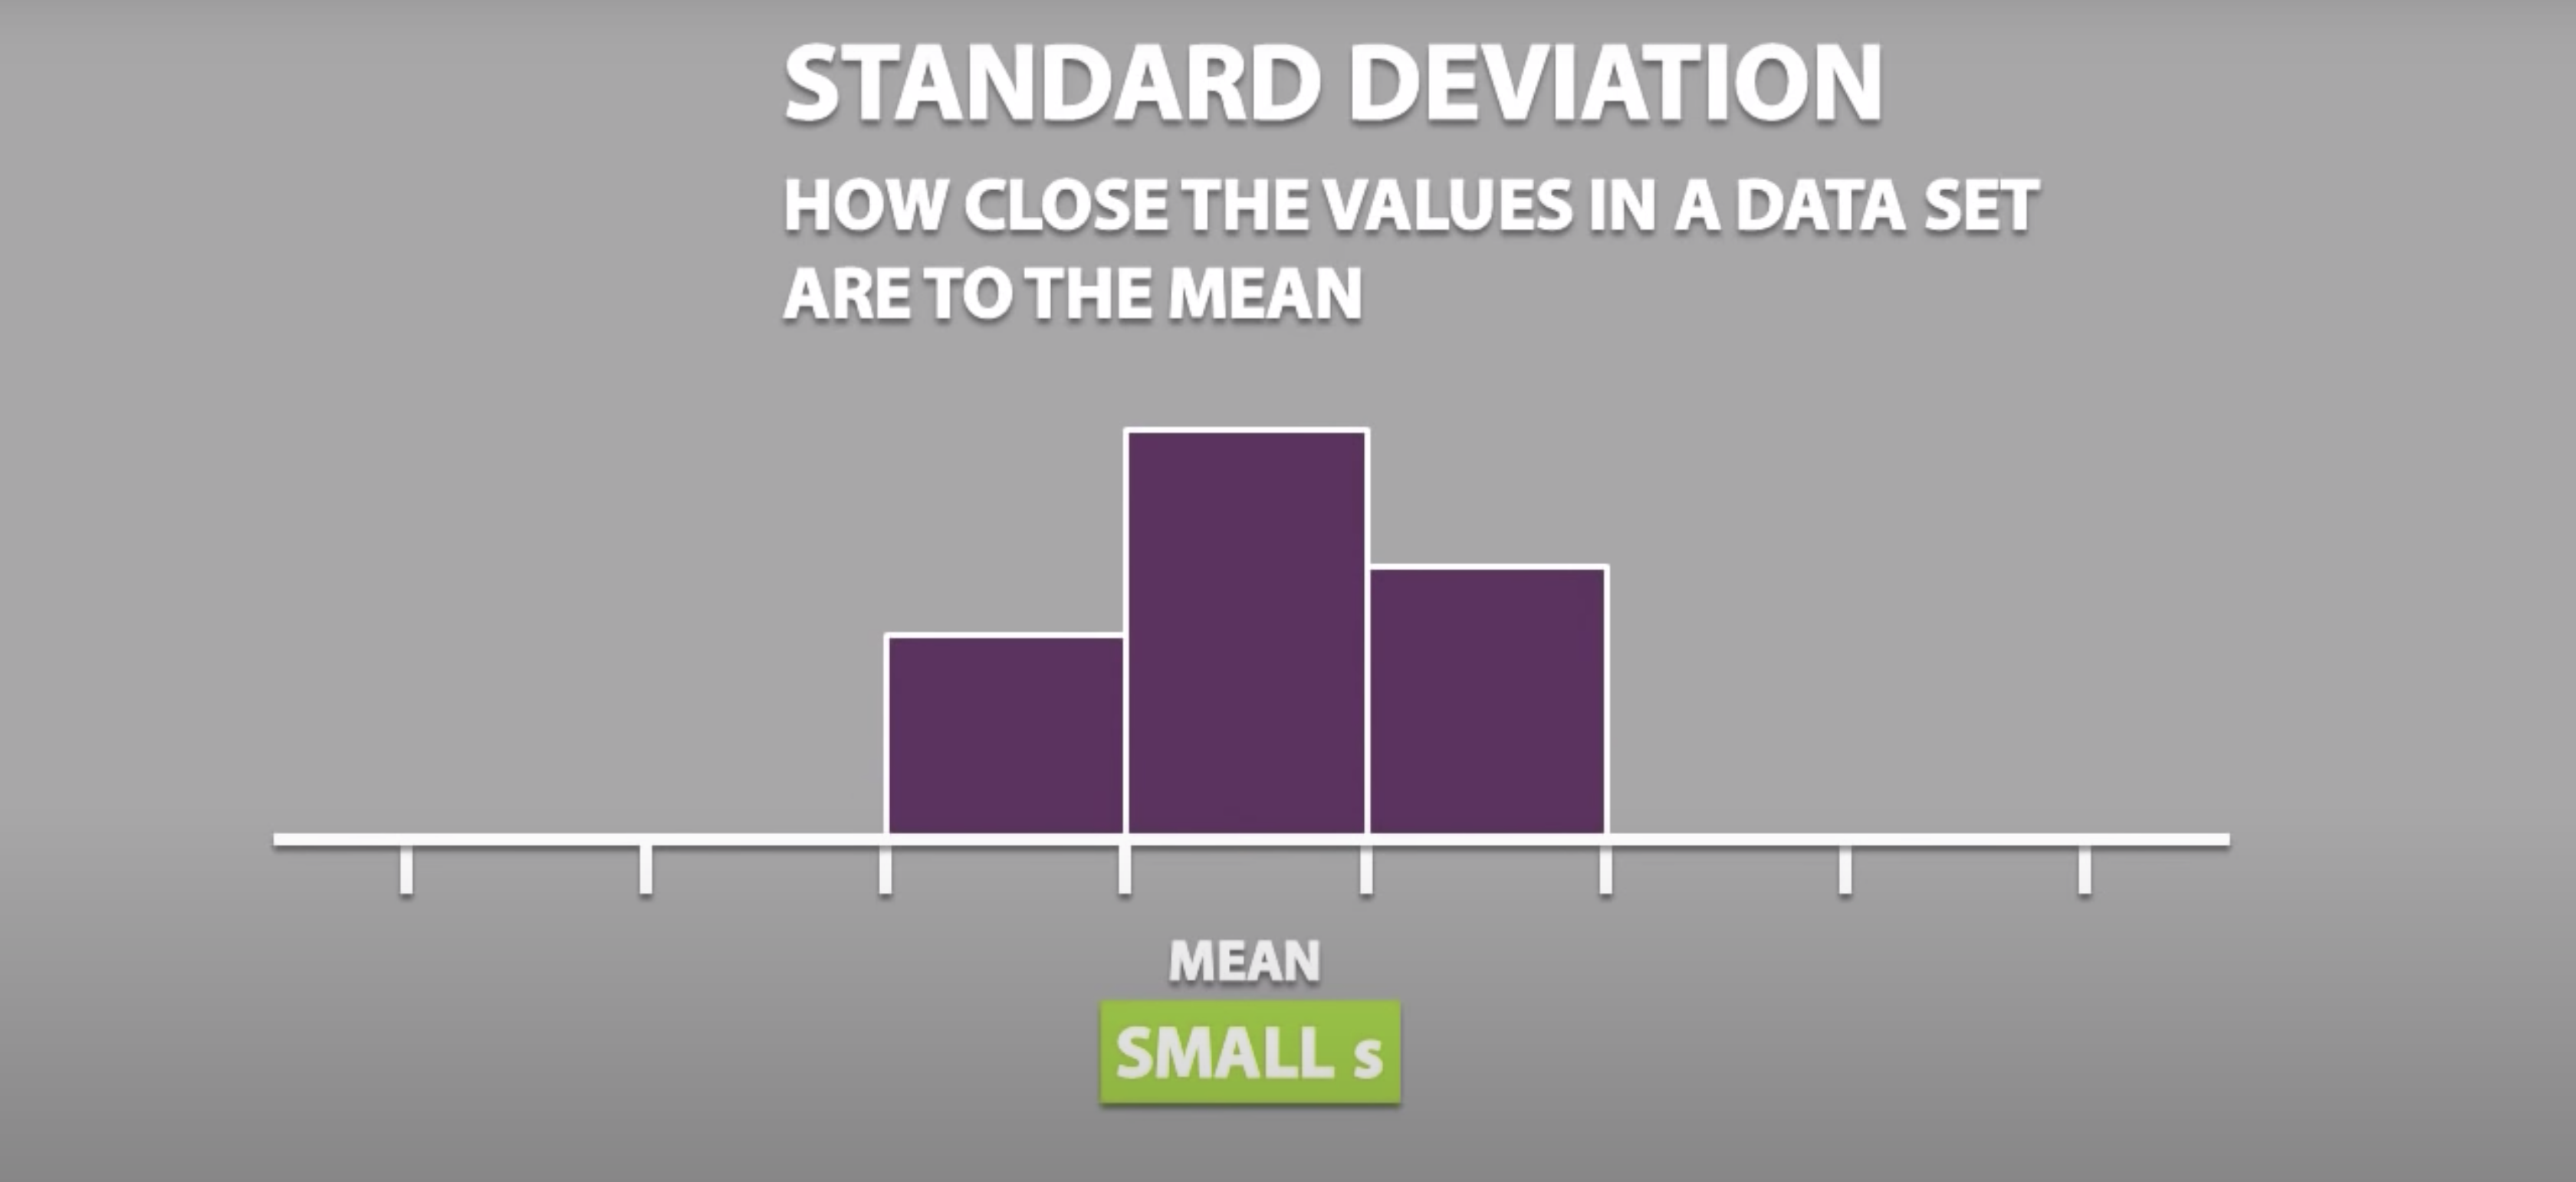 STANDARD DEVIATION
HOW CLOSE THE VALUES IN A DATA SET
ARE TO THE MEAN
MEAN
SMALL s